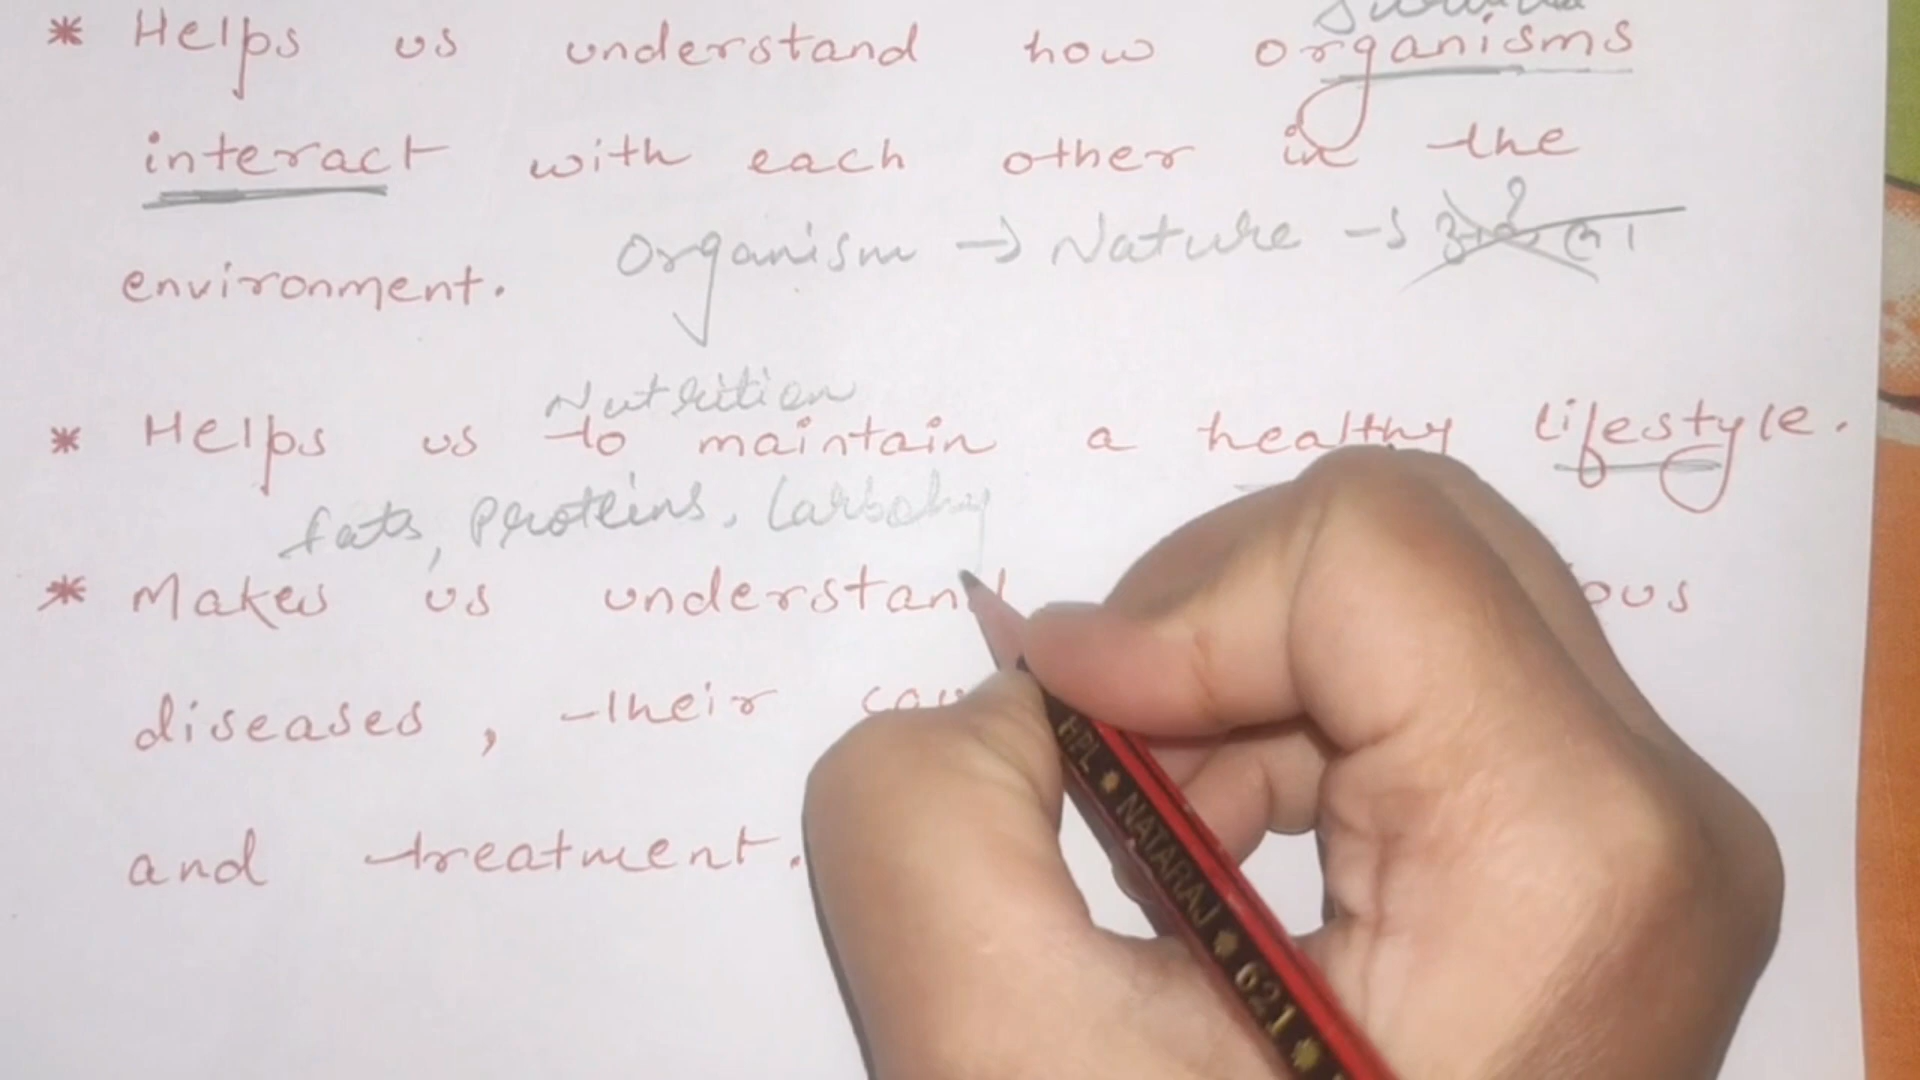 * Helps us understand how organisms
interact with each other in the
Organism → Nature →
environment.
Nutrition
* Helps us to maintain a healthy lifestyle.
fats, Proteins, Carbohy
* Makes us understand
diseases, their
and treatment.
HPL * NATARAJ * 621 *